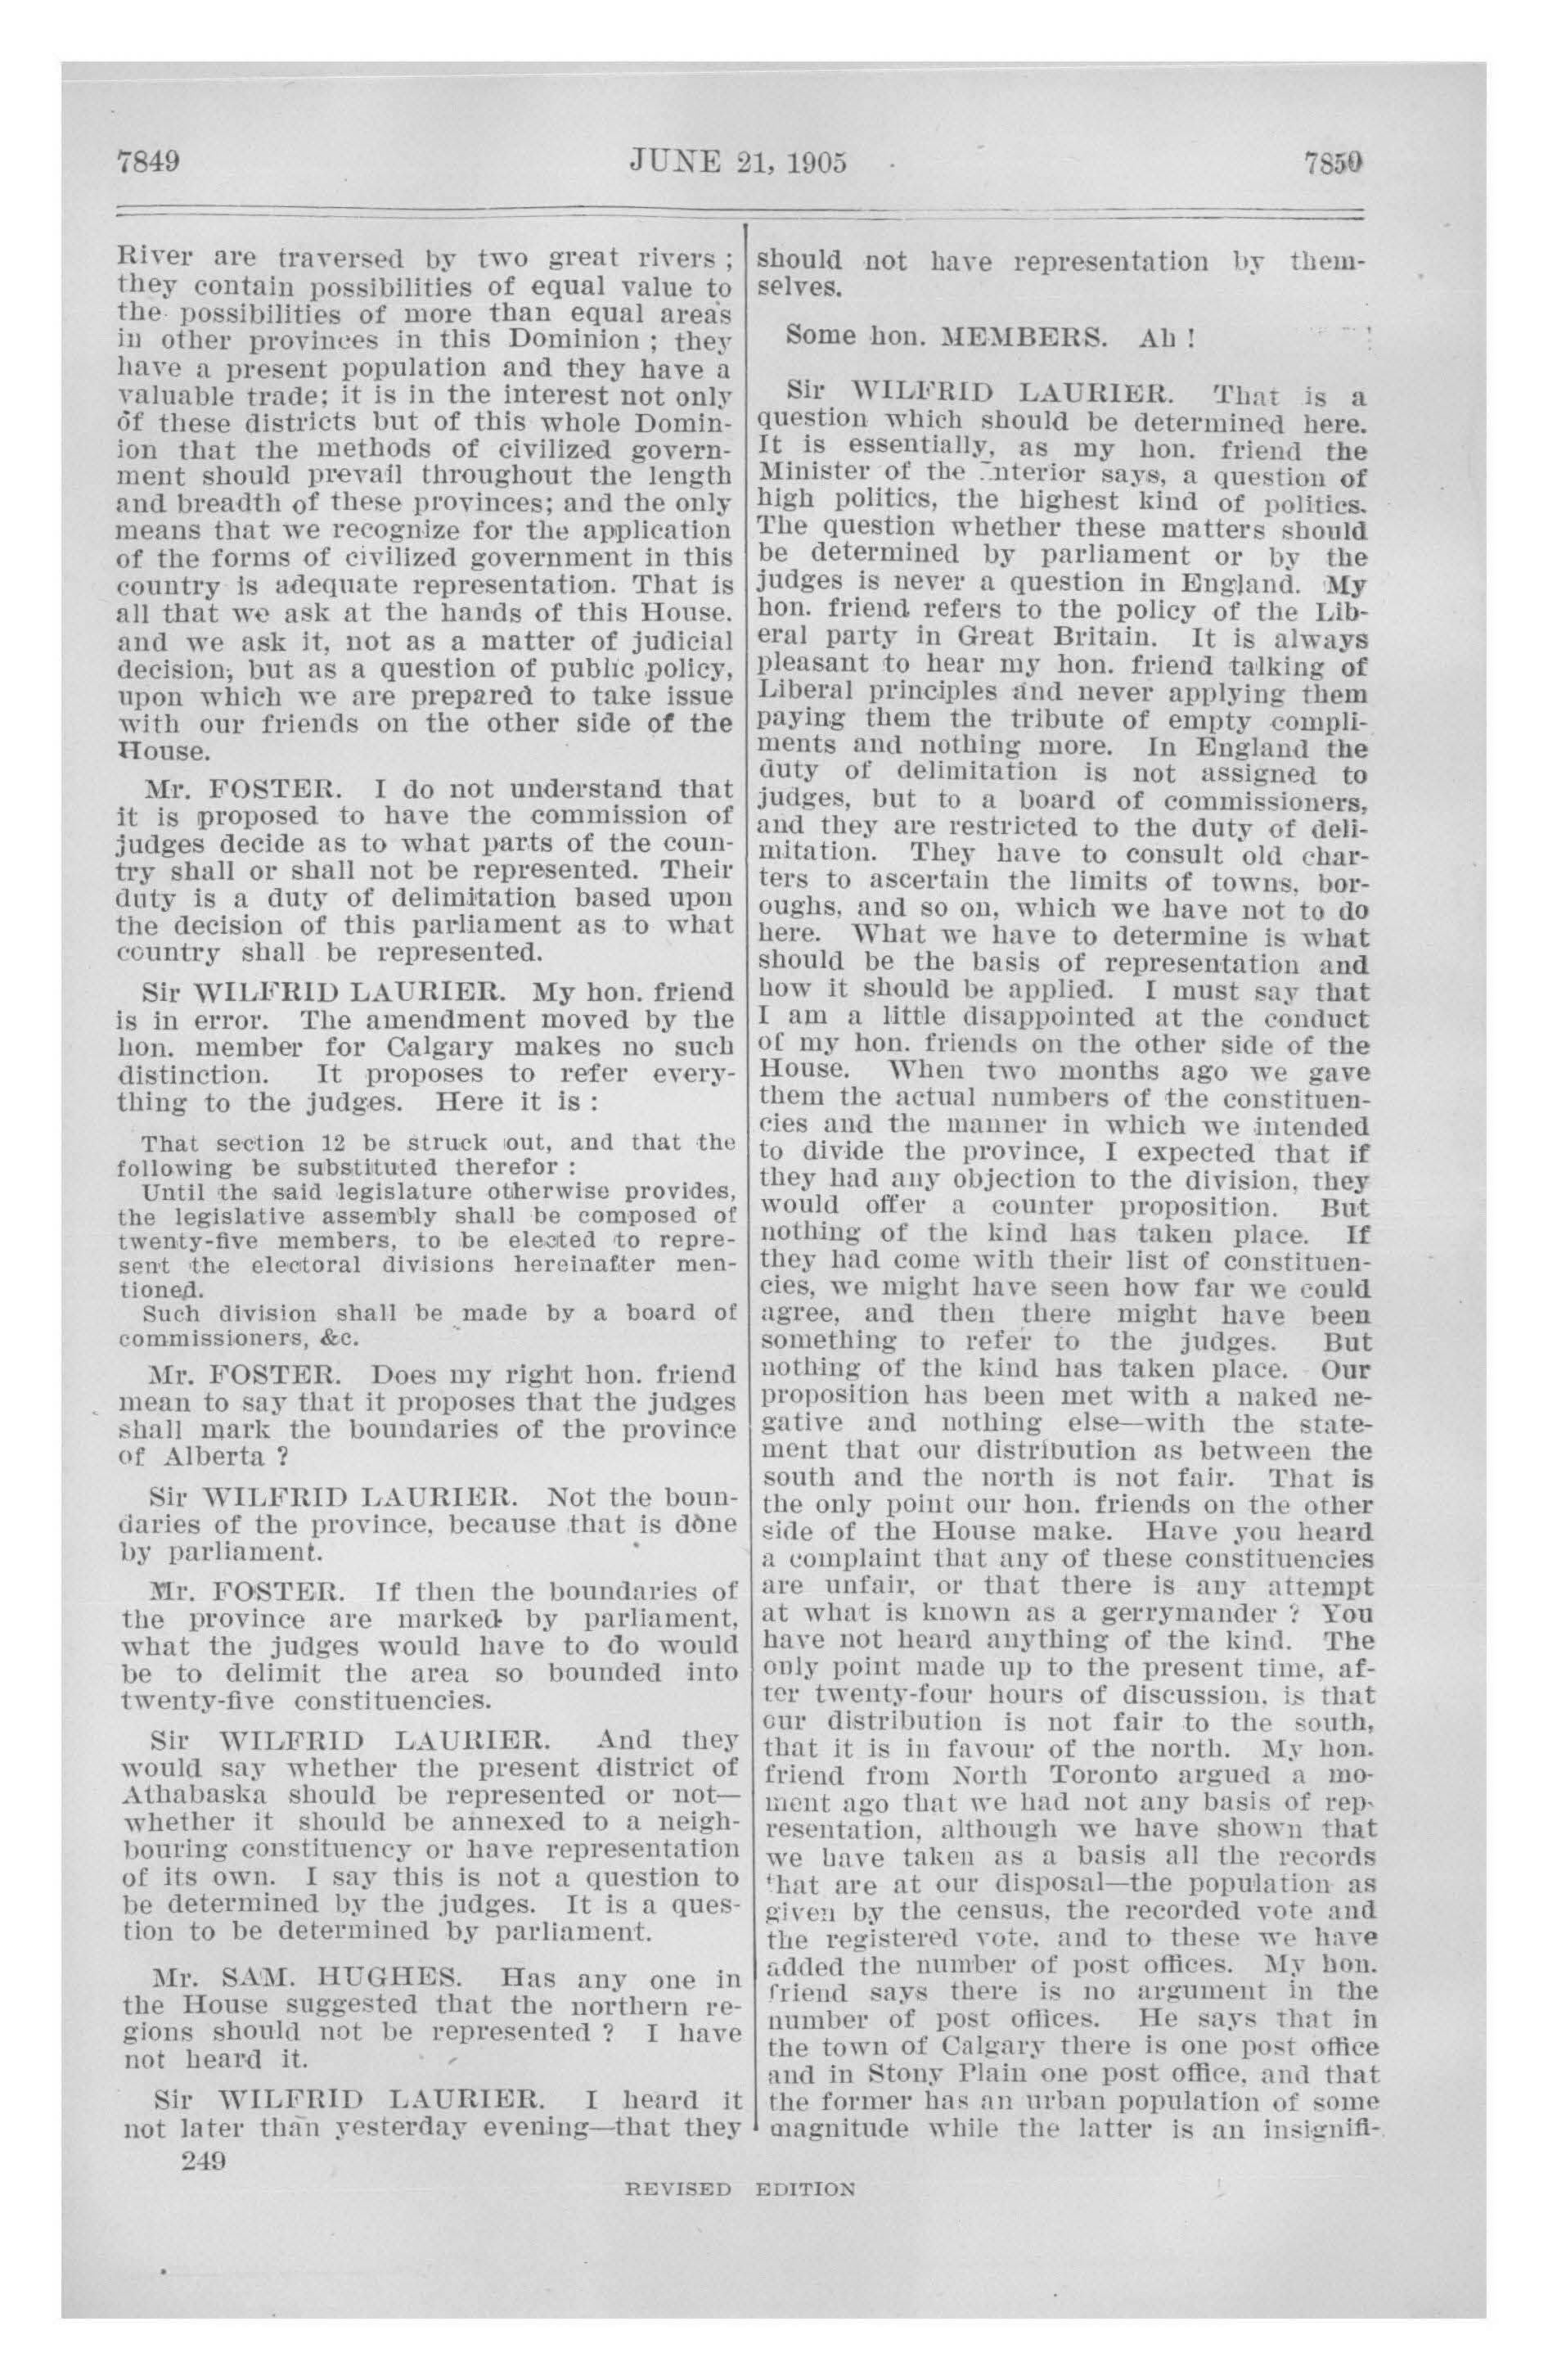 7849
JUNE 21, 1905
7850
River are traversed by two great rivers ;
they contain possibilities of equal value to
the possibilities of more than equal areas
in other provinces in this Dominion ; they
have a present population and they have a
valuable trade; it is in the interest not only
of these districts but of this whole Domin-
ion that the methods of civilized govern-
ment should prevail throughout the length
and breadth of these provinces; and the only
means that we recognize for the application
of the forms of civilized government in this
country is adequate representation. That is
all that we ask at the hands of this House.
and we ask it, not as a matter of judicial
decision, but as a question of public policy,
upon which we are prepared to take issue
with our friends on the other side of the
House.
Mr. FOSTER. I do not understand that
it is proposed to have the commission of
judges decide as to what parts of the coun-
try shall or shall not be represented. Their
duty is a duty of delimitation based upon
the decision of this parliament as to what
country shall be represented.
Sir WILFRID LAURIER. My hon. friend
is in error. The amendment moved by the
hon. member for Calgary makes no such
distinction. It proposes to refer every-
thing to the judges. Here it is :
That section 12 be struck out, and that the
following be substituted therefor :
Until the said legislature otherwise provides,
the legislative assembly shall be composed of
twenty-five members, to be elected to repre-
sent the electoral divisions hereinafter men-
tioned.
Such division shall be made by a board of
commissioners, &c.
Mr. FOSTER. Does my right hon. friend
mean to say that it proposes that the judges
shall mark the boundaries of the province
of Alberta ?
Sir WILFRID LAURIER. Not the boun-
daries of the province, because that is done
by parliament.
Mr. FOSTER. If then the boundaries of
the province are marked by parliament,
what the judges would have to do would
be to delimit the area so bounded into
twenty-five constituencies.
Sir WILFRID LAURIER. And they
would say whether the present district of
Athabaska should be represented or not—
whether it should be annexed to a neigh-
bouring constituency or have representation
of its own. I say this is not a question to
be determined by the judges. It is a ques-
tion to be determined by parliament.
Mr. SAM. HUGHES. Has any one in
the House suggested that the northern re-
gions should not be represented ? I have
not heard it.
Sir WILFRID LAURIER. I heard it
not later than yesterday evening—that they
249
should not have representation by them-
selves.
Some hon. MEMBERS. Ah !
Sir WILFRID LAURIER. That is a
question which should be determined here.
It is essentially, as my hon. friend the
Minister of the Interior says, a question of
high politics, the highest kind of politics.
The question whether these matters should
be determined by parliament or by the
judges is never a question in England. My
hon. friend refers to the policy of the Lib-
eral party in Great Britain. It is always
pleasant to hear my hon. friend talking of
Liberal principles and never applying them
paying them the tribute of empty compli-
ments and nothing more. In England the
duty of delimitation is not assigned to
judges, but to a board of commissioners,
and they are restricted to the duty of deli-
mitation. They have to consult old char-
ters to ascertain the limits of towns, bor-
oughs, and so on, which we have not to do
here. What we have to determine is what
should be the basis of representation and
how it should be applied. I must say that
I am a little disappointed at the conduct
of my hon. friends on the other side of the
House. When two months ago we gave
them the actual numbers of the constituen-
cies and the manner in which we intended
to divide the province, I expected that if
they had any objection to the division, they
would offer a counter proposition. But
nothing of the kind has taken place. If
they had come with their list of constituen-
cies, we might have seen how far we could
agree, and then there might have been
something to refer to the judges. But
nothing of the kind has taken place. Our
proposition has been met with a naked ne-
gative and nothing else—with the state-
ment that our distribution as between the
south and the north is not fair. That is
the only point our hon. friends on the other
side of the House make. Have you heard
a complaint that any of these constituencies
are unfair, or that there is any attempt
at what is known as a gerrymander ? You
have not heard anything of the kind. The
only point made up to the present time, af-
ter twenty-four hours of discussion, is that
our distribution is not fair to the south,
that it is in favour of the north. My hon.
friend from North Toronto argued a mo-
ment ago that we had not any basis of rep-
resentation, although we have shown that
we have taken as a basis all the records
that are at our disposal—the population as
given by the census, the recorded vote and
the registered vote, and to these we have
added the number of post offices. My hon.
friend says there is no argument in the
number of post offices. He says that in
the town of Calgary there is one post office
and in Stony Plain one post office, and that
the former has an urban population of some
magnitude while the latter is an insignifi-
REVISED EDITION